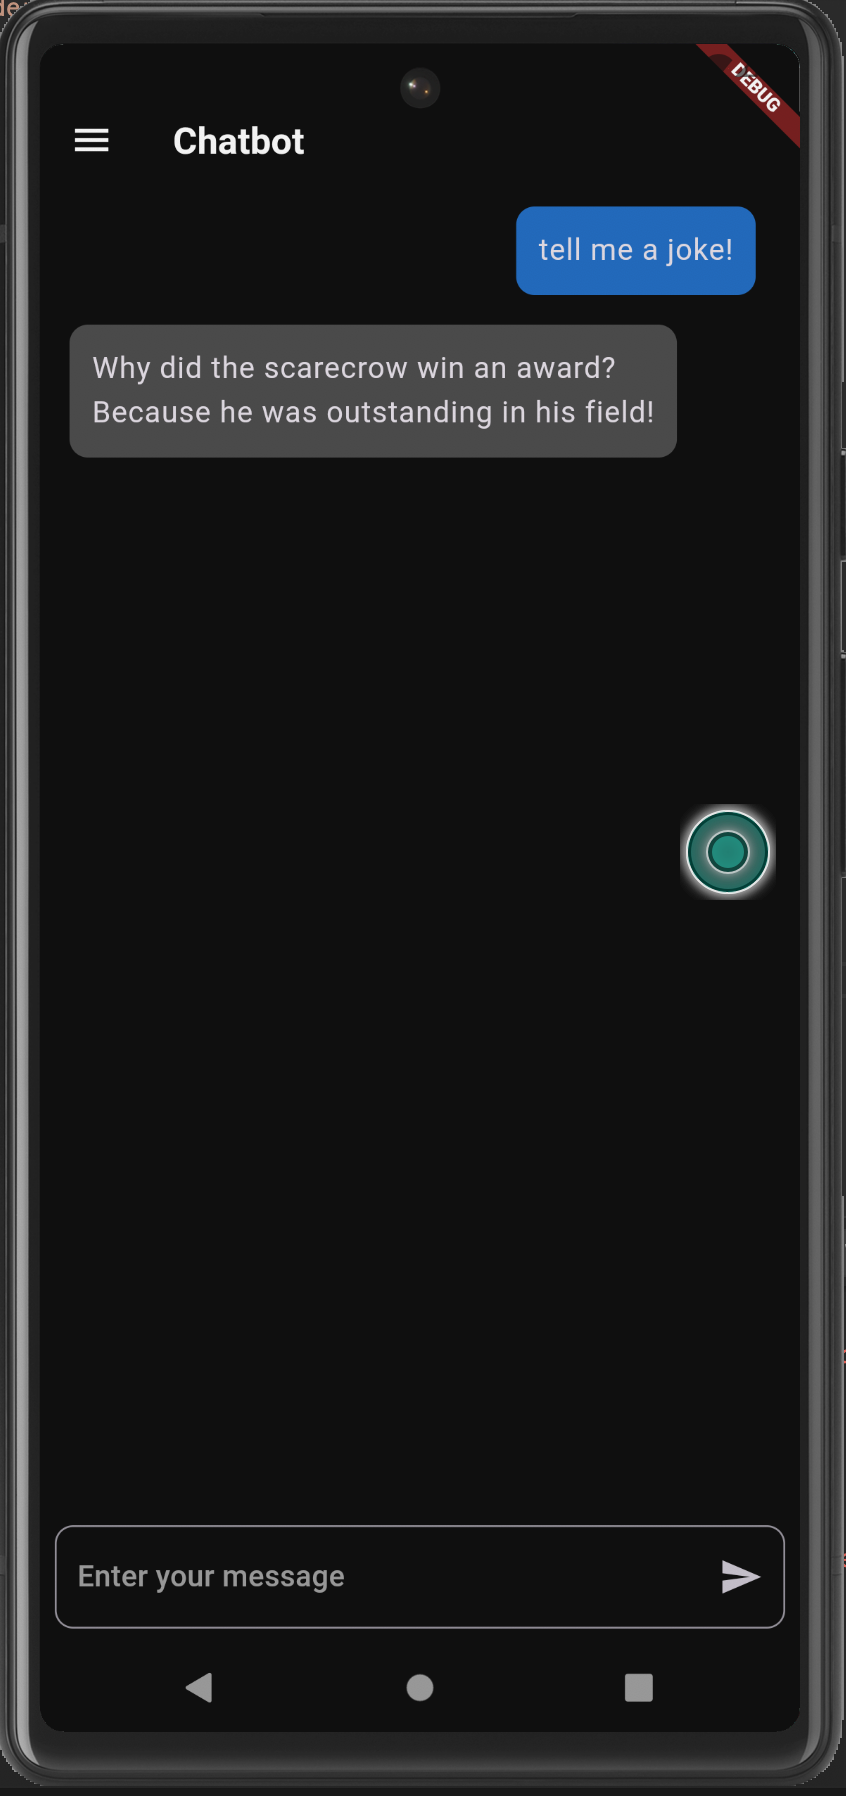 DEBUG
Chatbot
tell me a joke!
Why did the scarecrow win an award?
Because he was outstanding in his field!
Enter your message